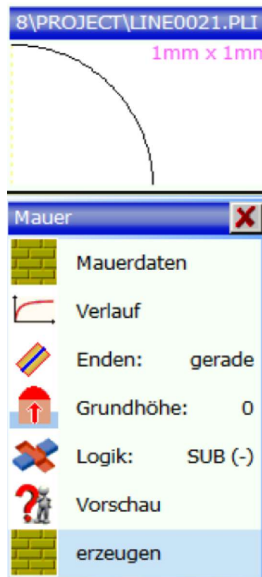 8\PROJECT\LINE0021.PLI
1mm x 1mm
Mauer
Mauerdaten
Verlauf
Enden: gerade
Grundhöhe: 0
Logik: SUB (-)
Vorschau
erzeugen